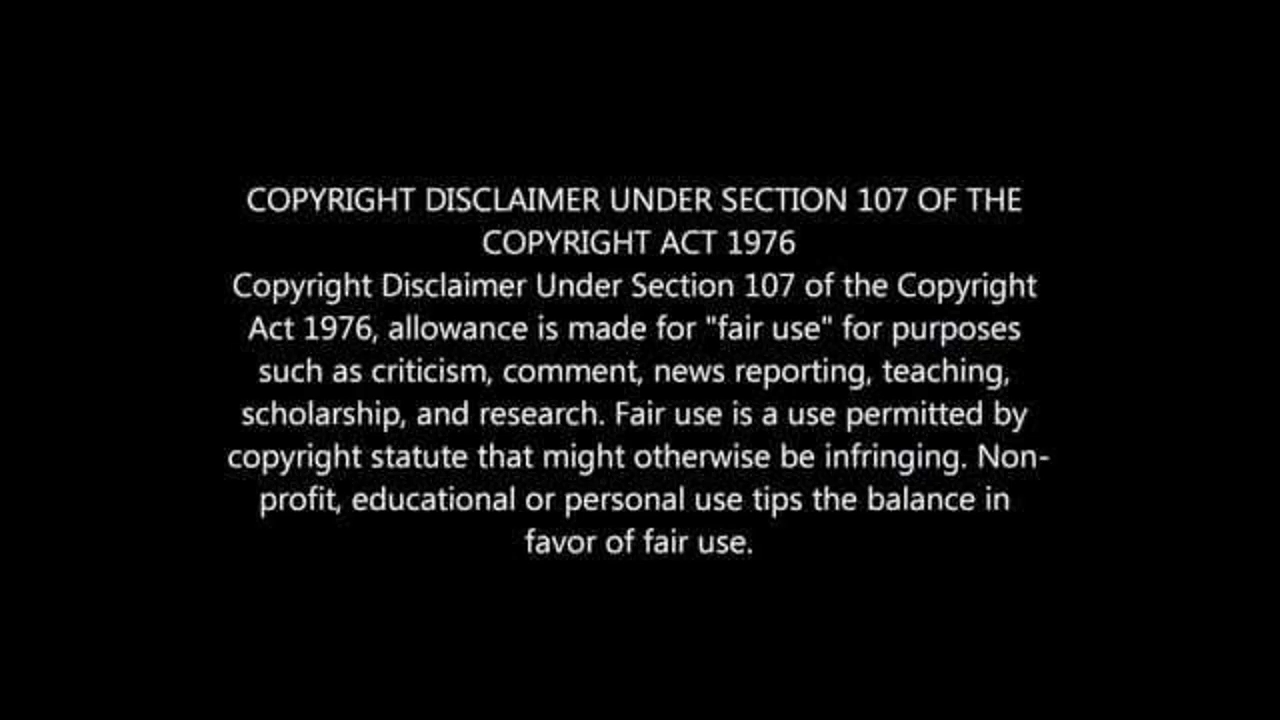 COPYRIGHT DISCLAIMER UNDER SECTION 107 OF THE
COPYRIGHT ACT 1976
Copyright Disclaimer Under Section 107 of the Copyright
Act 1976, allowance is made for "fair use" for purposes
such as criticism, comment, news reporting, teaching,
scholarship, and research. Fair use is a use permitted by
copyright statute that might otherwise be infringing. Non-
profit, educational or personal use tips the balance in
favor of fair use.